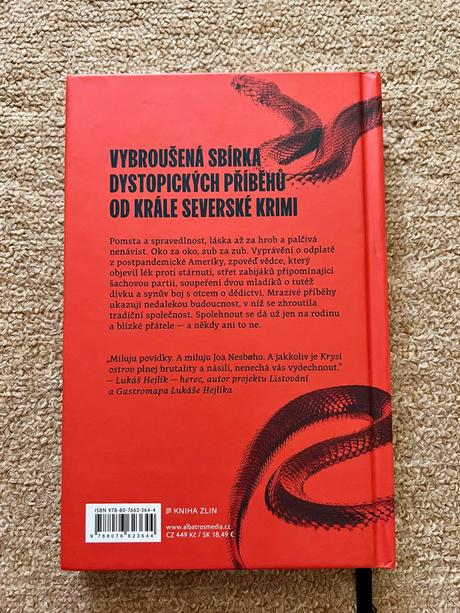 VYBROUŠENÁ SBÍRKA
DYSTOPICKÝCH PŘÍBĚHŮ
OD KRÁLE SEVERSKÉ KRIMI
Pomsta a spravedlnost, láska až za hrob a palčivá
nenávist. Oko za oko, zub za zub. Vyprávění o odplatě
z postpandemické Ameriky, zpověď vědce, který
objevil lék proti stárnutí, střet zabijáků připomínající
šachovou partii, soupeření dvou mladíků o tutéž
dívku a synův boj s otcem o dědictví. Mrazivé příběhy
ukazují nedalekou budoucnost, v níž se zhroutila
tradiční společnost. Spolehnout se dá už jen na rodinu
a blízké přátele — a někdy ani to ne.
„Miluju povídky. A miluju Joa Nesbøho. A jakkoliv je Krysí
ostrov plnej brutality a násilí, nenechá vás vydechnout.“
— Lukáš Hejlík — herec, autor projektu Listování
a Gastromapa Lukáše Hejlíka
ISBN 978-80-7662-364-4
9 788076 623644
KNIHA ZLIN
www.albatrosmedia.cz
CZ 449 Kč / SK 18,49 €